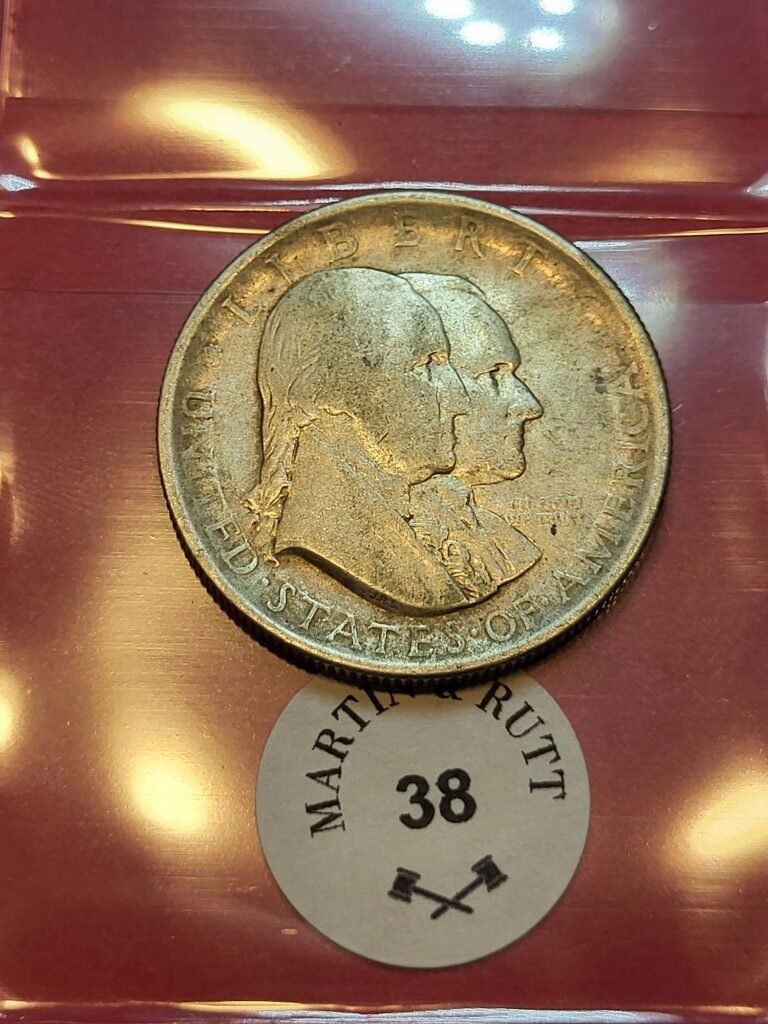 LIBERTY
UNITED·STATES·OF·AMERICA
MARTIN & RUTT
38